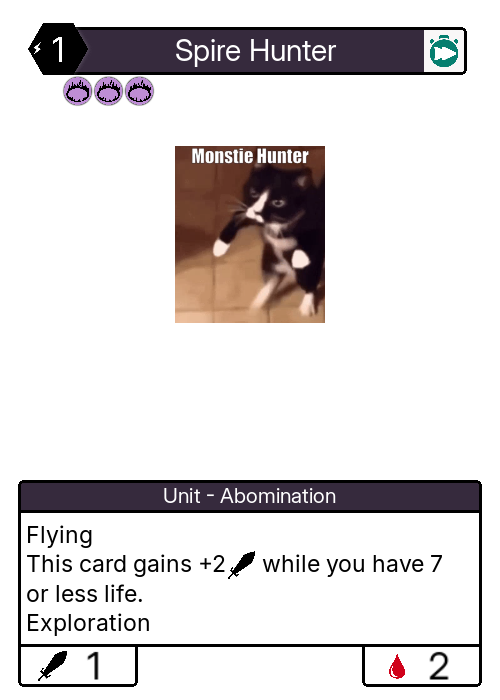 1
Spire Hunter
Monstie Hunter
Unit - Abomination
Flying
This card gains +2 while you have 7
or less life.
Exploration
1
2